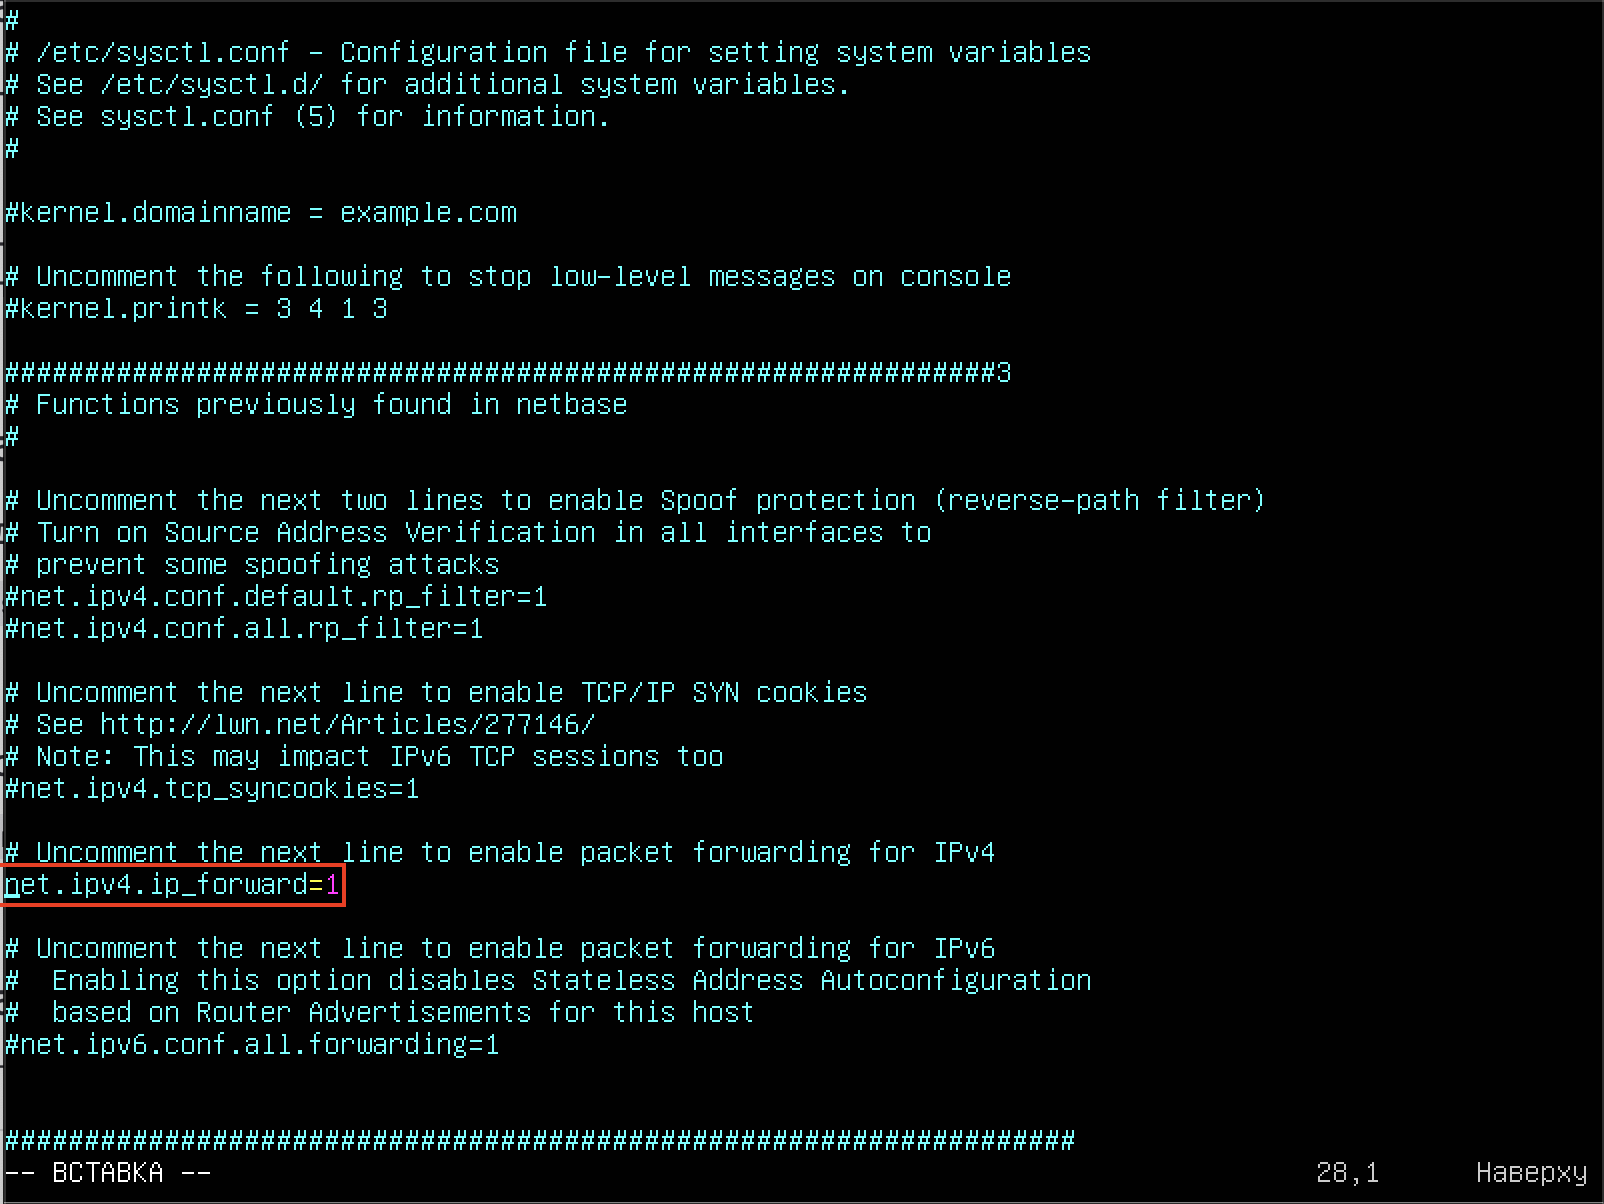 #
# /etc/sysctl.conf - Configuration file for setting system variables
# See /etc/sysctl.d/ for additional system variables.
# See sysctl.conf (5) for information.
#
#kernel.domainname = example.com
# Uncomment the following to stop low-level messages on console
#kernel.printk = 3 4 1 3
##############################################################3
# Functions previously found in netbase
#
# Uncomment the next two lines to enable Spoof protection (reverse-path filter)
# Turn on Source Address Verification in all interfaces to
# prevent some spoofing attacks
#net.ipv4.conf.default.rp_filter=1
#net.ipv4.conf.all.rp_filter=1
# Uncomment the next line to enable TCP/IP SYN cookies
# See http://lwn.net/Articles/277146/
# Note: This may impact IPv6 TCP sessions too
#net.ipv4.tcp_syncookies=1
# Uncomment the next line to enable packet forwarding for IPv4
net.ipv4.ip_forward=1
# Uncomment the next line to enable packet forwarding for IPv6
#  Enabling this option disables Stateless Address Autoconfiguration
#  based on Router Advertisements for this host
#net.ipv6.conf.all.forwarding=1
###################################################################
-- ВСТАВКА -- 28,1 Наверху